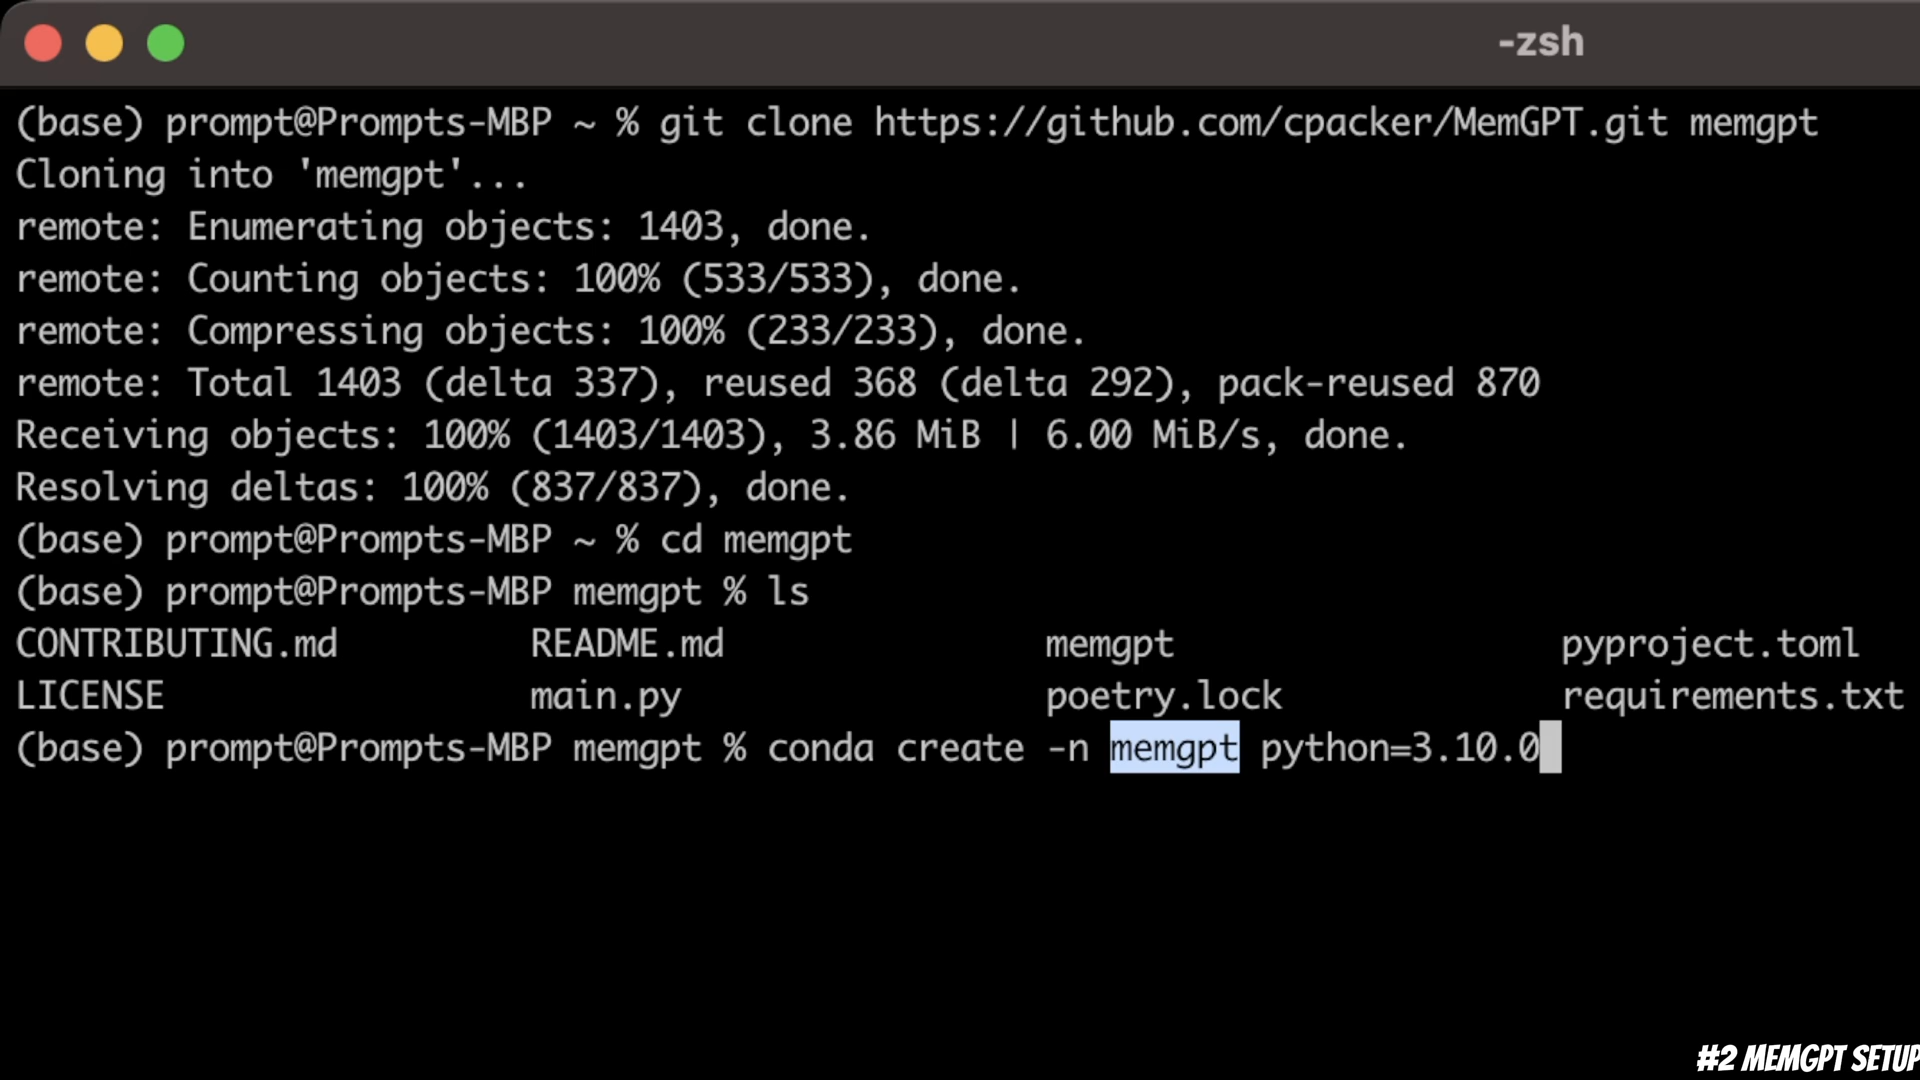 -zsh
(base) prompt@Prompts-MBP ~ % git clone https://github.com/cpacker/MemGPT.git memgpt
Cloning into 'memgpt'...
remote: Enumerating objects: 1403, done.
remote: Counting objects: 100% (533/533), done.
remote: Compressing objects: 100% (233/233), done.
remote: Total 1403 (delta 337), reused 368 (delta 292), pack-reused 870
Receiving objects: 100% (1403/1403), 3.86 MiB | 6.00 MiB/s, done.
Resolving deltas: 100% (837/837), done.
(base) prompt@Prompts-MBP ~ % cd memgpt
(base) prompt@Prompts-MBP memgpt % ls
CONTRIBUTING.md README.md memgpt pyproject.toml
LICENSE main.py poetry.lock requirements.txt
(base) prompt@Prompts-MBP memgpt % conda create -n memgpt python=3.10.0
#2 MEMGPT SETUP